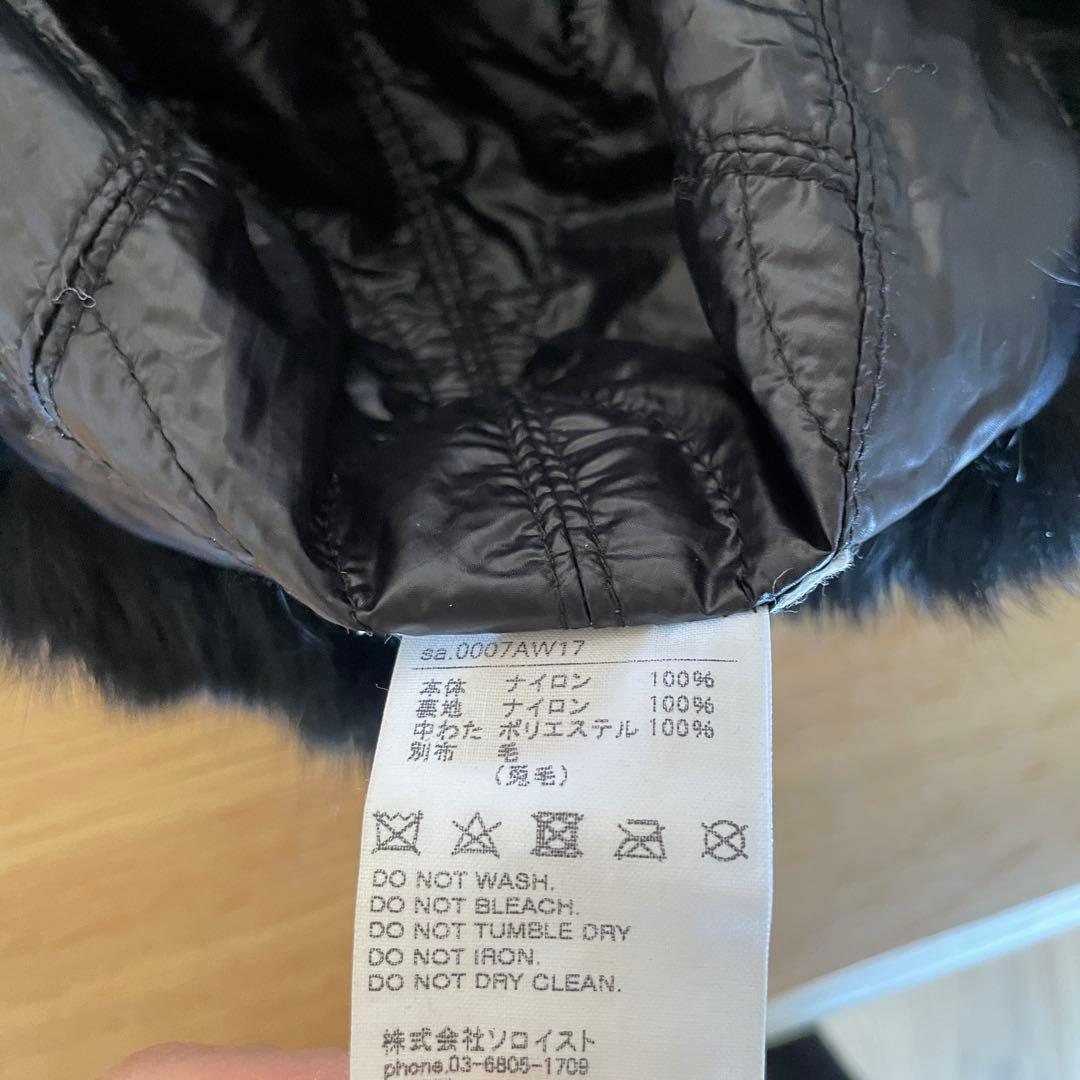 sa.0007AW17
本体 ナイロン 100%
裏地 ナイロン 100%
中わた ポリエステル 100%
別布 毛
(兎毛)
DO NOT WASH.
DO NOT BLEACH.
DO NOT TUMBLE DRY
DO NOT IRON.
DO NOT DRY CLEAN.
株式会社ソロイスト
phone.03-6805-1709